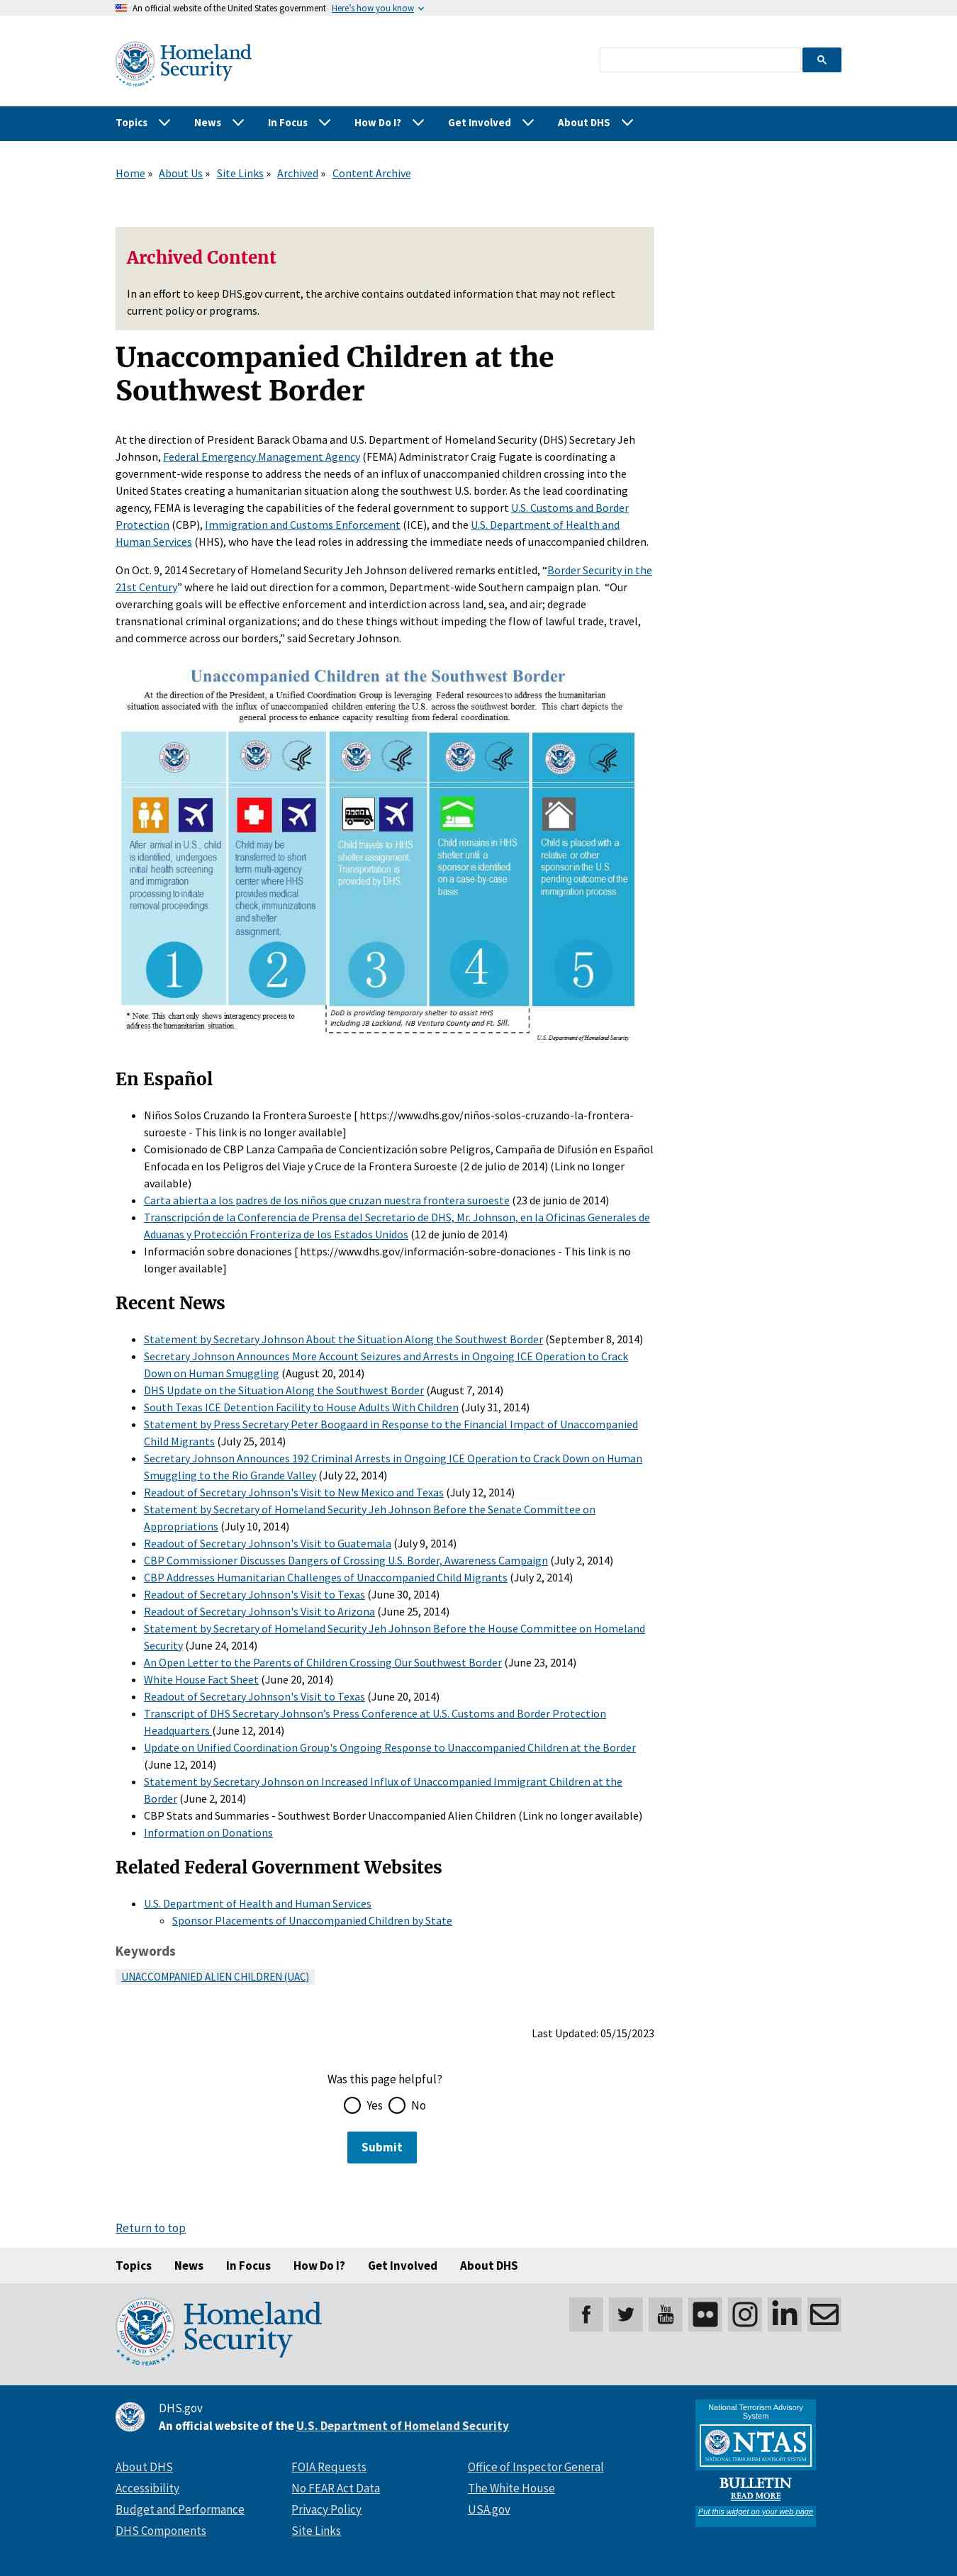 An official website of the United States government Here's how you know
Homeland
Security
Topics News In Focus How Do I? Get Involved About DHS
Home » About Us » Site Links » Archived » Content Archive
Archived Content
In an effort to keep DHS.gov current, the archive contains outdated information that may not reflect
current policy or programs.
Unaccompanied Children at the
Southwest Border
At the direction of President Barack Obama and U.S. Department of Homeland Security (DHS) Secretary Jeh
Johnson, Federal Emergency Management Agency (FEMA) Administrator Craig Fugate is coordinating a
government-wide response to address the needs of an influx of unaccompanied children crossing into the
United States creating a humanitarian situation along the southwest U.S. border. As the lead coordinating
agency, FEMA is leveraging the capabilities of the federal government to support U.S. Customs and Border
Protection (CBP), Immigration and Customs Enforcement (ICE), and the U.S. Department of Health and
Human Services (HHS), who have the lead roles in addressing the immediate needs of unaccompanied children.
On Oct. 9, 2014 Secretary of Homeland Security Jeh Johnson delivered remarks entitled, “Border Security in the
21st Century” where he laid out direction for a common, Department-wide Southern campaign plan. “Our
overarching goals will be effective enforcement and interdiction across land, sea, and air; degrade
transnational criminal organizations; and do these things without impeding the flow of lawful trade, travel,
and commerce across our borders,” said Secretary Johnson.
Unaccompanied Children at the Southwest Border
At the direction of the President, a Unified Coordination Group is leveraging Federal resources to address the humanitarian
situation associated with the influx of unaccompanied children entering the U.S. across the southwest border. This chart depicts the
general process to enhance capacity resulting from federal coordination.
After arrival in U.S., child
is identified, undergoes
initial health screening
and immigration
processing to initiate
removal proceedings.
1
Child may be
transferred to short
term multi-agency
center where HHS
provides medical
check, immunizations
and shelter
assignment.
2
Child travels to HHS
shelter assignment.
Transportation is
provided by DHS.
3
Child remains in HHS
shelter until a
sponsor is identified
on a case-by-case
basis.
4
Child is placed with a
relative or other
sponsor in the U.S.
pending outcome of the
immigration process.
5
* Note: This chart only shows interagency process to
address the humanitarian situation.
DoD is providing temporary shelter to assist HHS
including JB Lackland, NB Ventura County and Ft. Sill.
U.S. Department of Homeland Security
En Español
Niños Solos Cruzando la Frontera Suroeste [ https://www.dhs.gov/niños-solos-cruzando-la-frontera-
suroeste - This link is no longer available]
Comisionado de CBP Lanza Campaña de Concientización sobre Peligros, Campaña de Difusión en Español
Enfocada en los Peligros del Viaje y Cruce de la Frontera Suroeste (2 de julio de 2014) (Link no longer
available)
Carta abierta a los padres de los niños que cruzan nuestra frontera suroeste (23 de junio de 2014)
Transcripción de la Conferencia de Prensa del Secretario de DHS, Mr. Johnson, en la Oficinas Generales de
Aduanas y Protección Fronteriza de los Estados Unidos (12 de junio de 2014)
Información sobre donaciones [ https://www.dhs.gov/información-sobre-donaciones - This link is no
longer available]
Recent News
Statement by Secretary Johnson About the Situation Along the Southwest Border (September 8, 2014)
Secretary Johnson Announces More Account Seizures and Arrests in Ongoing ICE Operation to Crack
Down on Human Smuggling (August 20, 2014)
DHS Update on the Situation Along the Southwest Border (August 7, 2014)
South Texas ICE Detention Facility to House Adults With Children (July 31, 2014)
Statement by Press Secretary Peter Boogaard in Response to the Financial Impact of Unaccompanied
Child Migrants (July 25, 2014)
Secretary Johnson Announces 192 Criminal Arrests in Ongoing ICE Operation to Crack Down on Human
Smuggling to the Rio Grande Valley (July 22, 2014)
Readout of Secretary Johnson's Visit to New Mexico and Texas (July 12, 2014)
Statement by Secretary of Homeland Security Jeh Johnson Before the Senate Committee on
Appropriations (July 10, 2014)
Readout of Secretary Johnson's Visit to Guatemala (July 9, 2014)
CBP Commissioner Discusses Dangers of Crossing U.S. Border, Awareness Campaign (July 2, 2014)
CBP Addresses Humanitarian Challenges of Unaccompanied Child Migrants (July 2, 2014)
Readout of Secretary Johnson's Visit to Texas (June 30, 2014)
Readout of Secretary Johnson's Visit to Arizona (June 25, 2014)
Statement by Secretary of Homeland Security Jeh Johnson Before the House Committee on Homeland
Security (June 24, 2014)
An Open Letter to the Parents of Children Crossing Our Southwest Border (June 23, 2014)
White House Fact Sheet (June 20, 2014)
Readout of Secretary Johnson's Visit to Texas (June 20, 2014)
Transcript of DHS Secretary Johnson’s Press Conference at U.S. Customs and Border Protection
Headquarters (June 12, 2014)
Update on Unified Coordination Group's Ongoing Response to Unaccompanied Children at the Border
(June 12, 2014)
Statement by Secretary Johnson on Increased Influx of Unaccompanied Immigrant Children at the
Border (June 2, 2014)
CBP Stats and Summaries - Southwest Border Unaccompanied Alien Children (Link no longer available)
Information on Donations
Related Federal Government Websites
U.S. Department of Health and Human Services
Sponsor Placements of Unaccompanied Children by State
Keywords
UNACCOMPANIED ALIEN CHILDREN (UAC)
Last Updated: 05/15/2023
Was this page helpful?
Yes No
Submit
Return to top
Topics News In Focus How Do I? Get Involved About DHS
Homeland
Security
20 YEARS
You
Tube
DHS.gov
An official website of the U.S. Department of Homeland Security
About DHS FOIA Requests Office of Inspector General
Accessibility No FEAR Act Data The White House
Budget and Performance Privacy Policy USA.gov
DHS Components Site Links
National Terrorism Advisory
System
NTAS
NATIONAL TERRORISM ADVISORY SYSTEM
BULLETIN
READ MORE
Put this widget on your web page